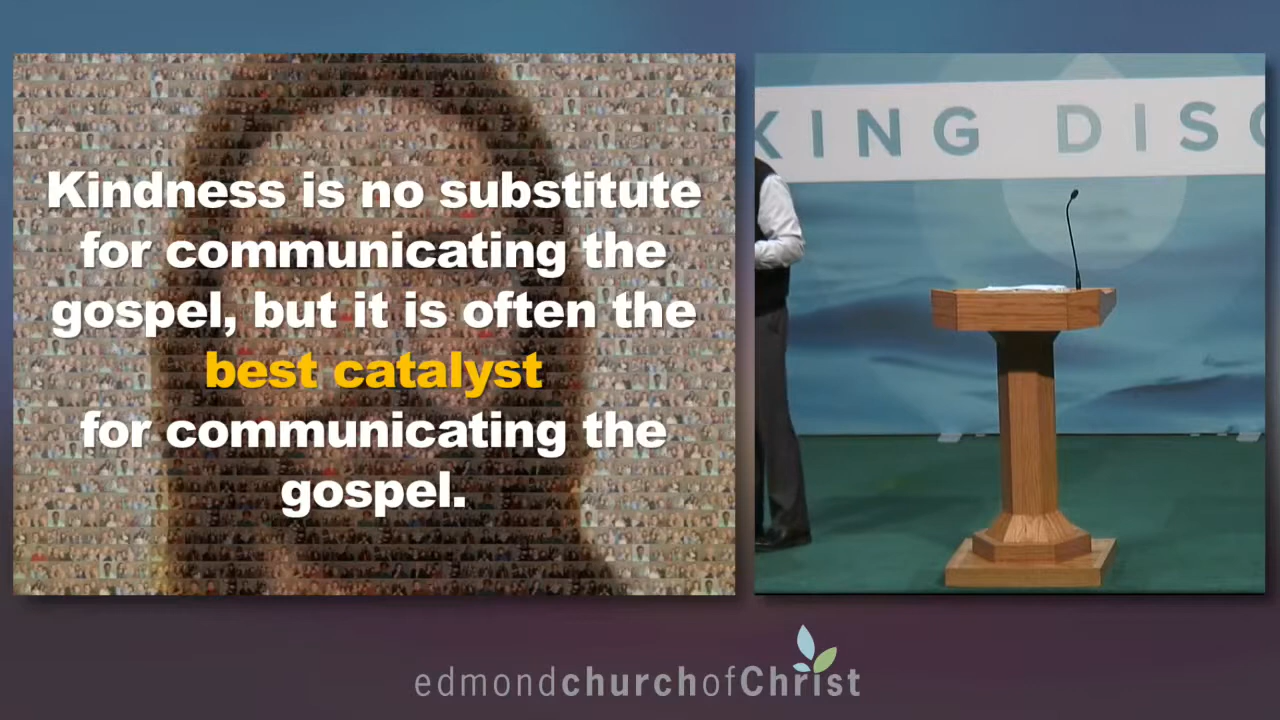 Kindness is no substitute
for communicating the
gospel, but it is often the
best catalyst
for communicating the
gospel.
KING DISC
edmondchurchofChrist